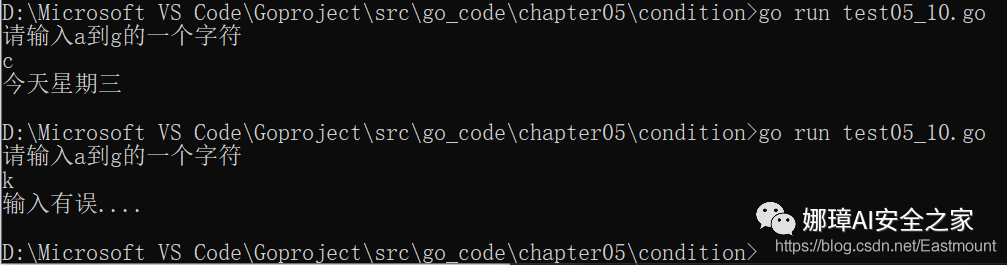 D:\Microsoft VS Code\Goproject\src\go_code\chapter05\condition>go run test05_10.go
请输入a到g的一个字符
c
今天星期三
D:\Microsoft VS Code\Goproject\src\go_code\chapter05\condition>go run test05_10.go
请输入a到g的一个字符
k
输入有误....
娜璋AI安全之家
D:\Microsoft VS Code\Goproject\src\go_code\chapter05\condition>
https://blog.csdn.net/Eastmount